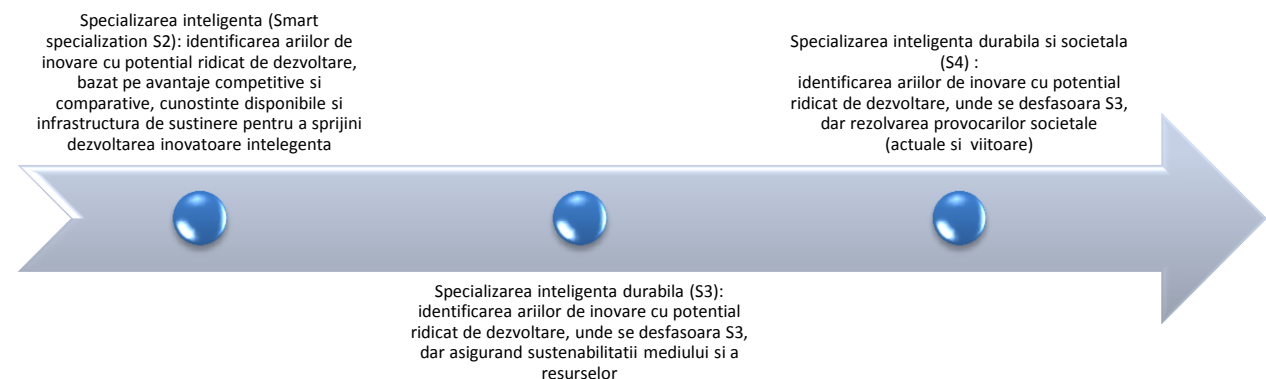 Specializarea inteligenta (Smart
specialization S2): identificarea ariilor de
inovare cu potential ridicat de dezvoltare,
bazat pe avantaje competitive si
comparative, cunostinte disponibile si
infrastructura de sustinere pentru a sprijini
dezvoltarea inovatoare intelegenta
Specializarea inteligenta durabila (S3):
identificarea ariilor de inovare cu potential
ridicat de dezvoltare, unde se desfasoara S3,
dar asigurand sustenabilitatii mediului si a
resurselor
Specializarea inteligenta durabila si societala
(S4) :
identificarea ariilor de inovare cu potential
ridicat de dezvoltare, unde se desfasoara S3,
dar rezolvarea provocarilor societale
(actuale si  viitoare)